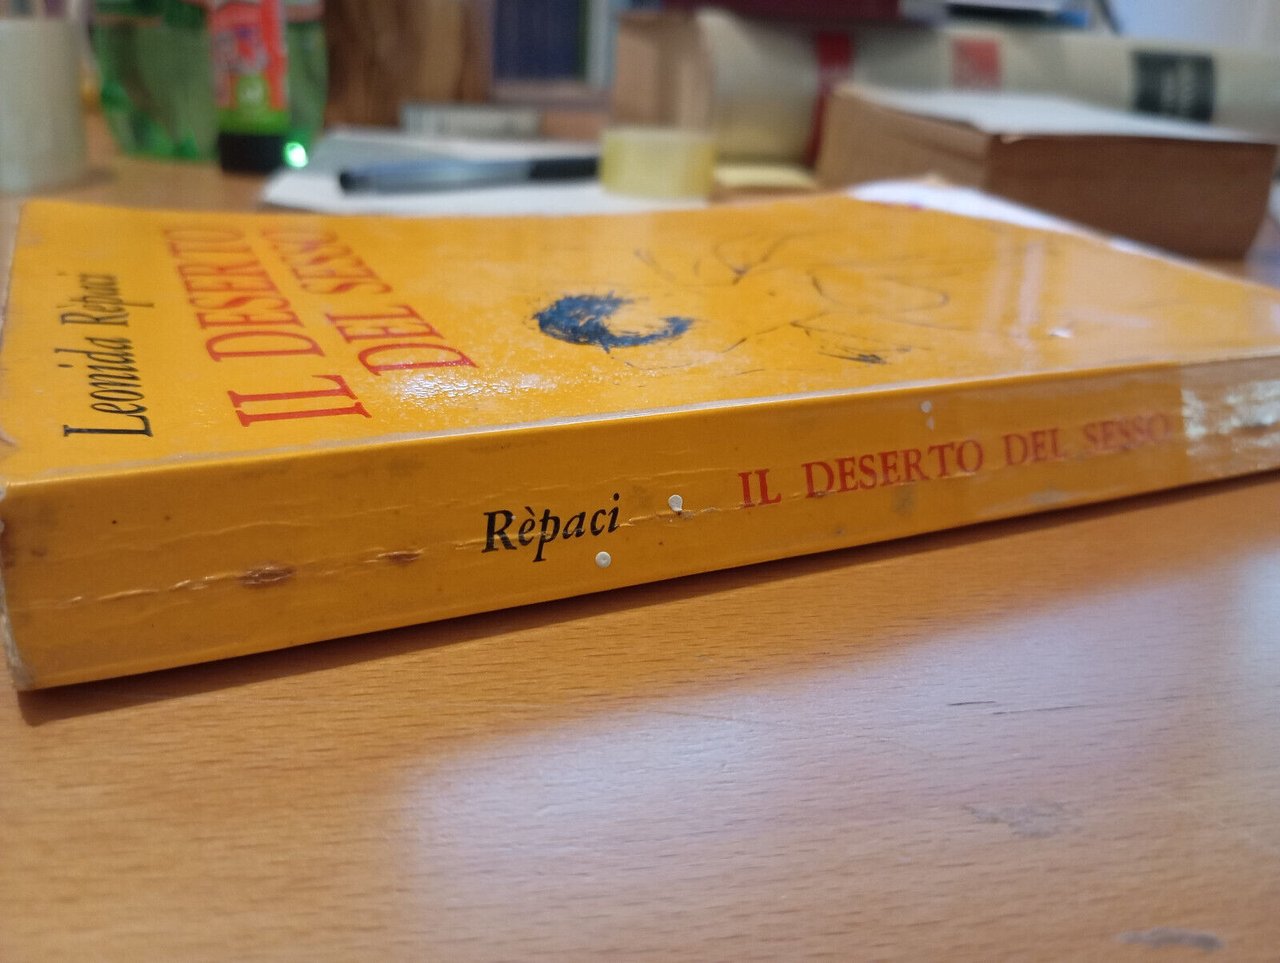 Leonida Rèpaci
IL DESERTO
DEL SESSO
Rèpaci
IL DESERTO DEL SESSO